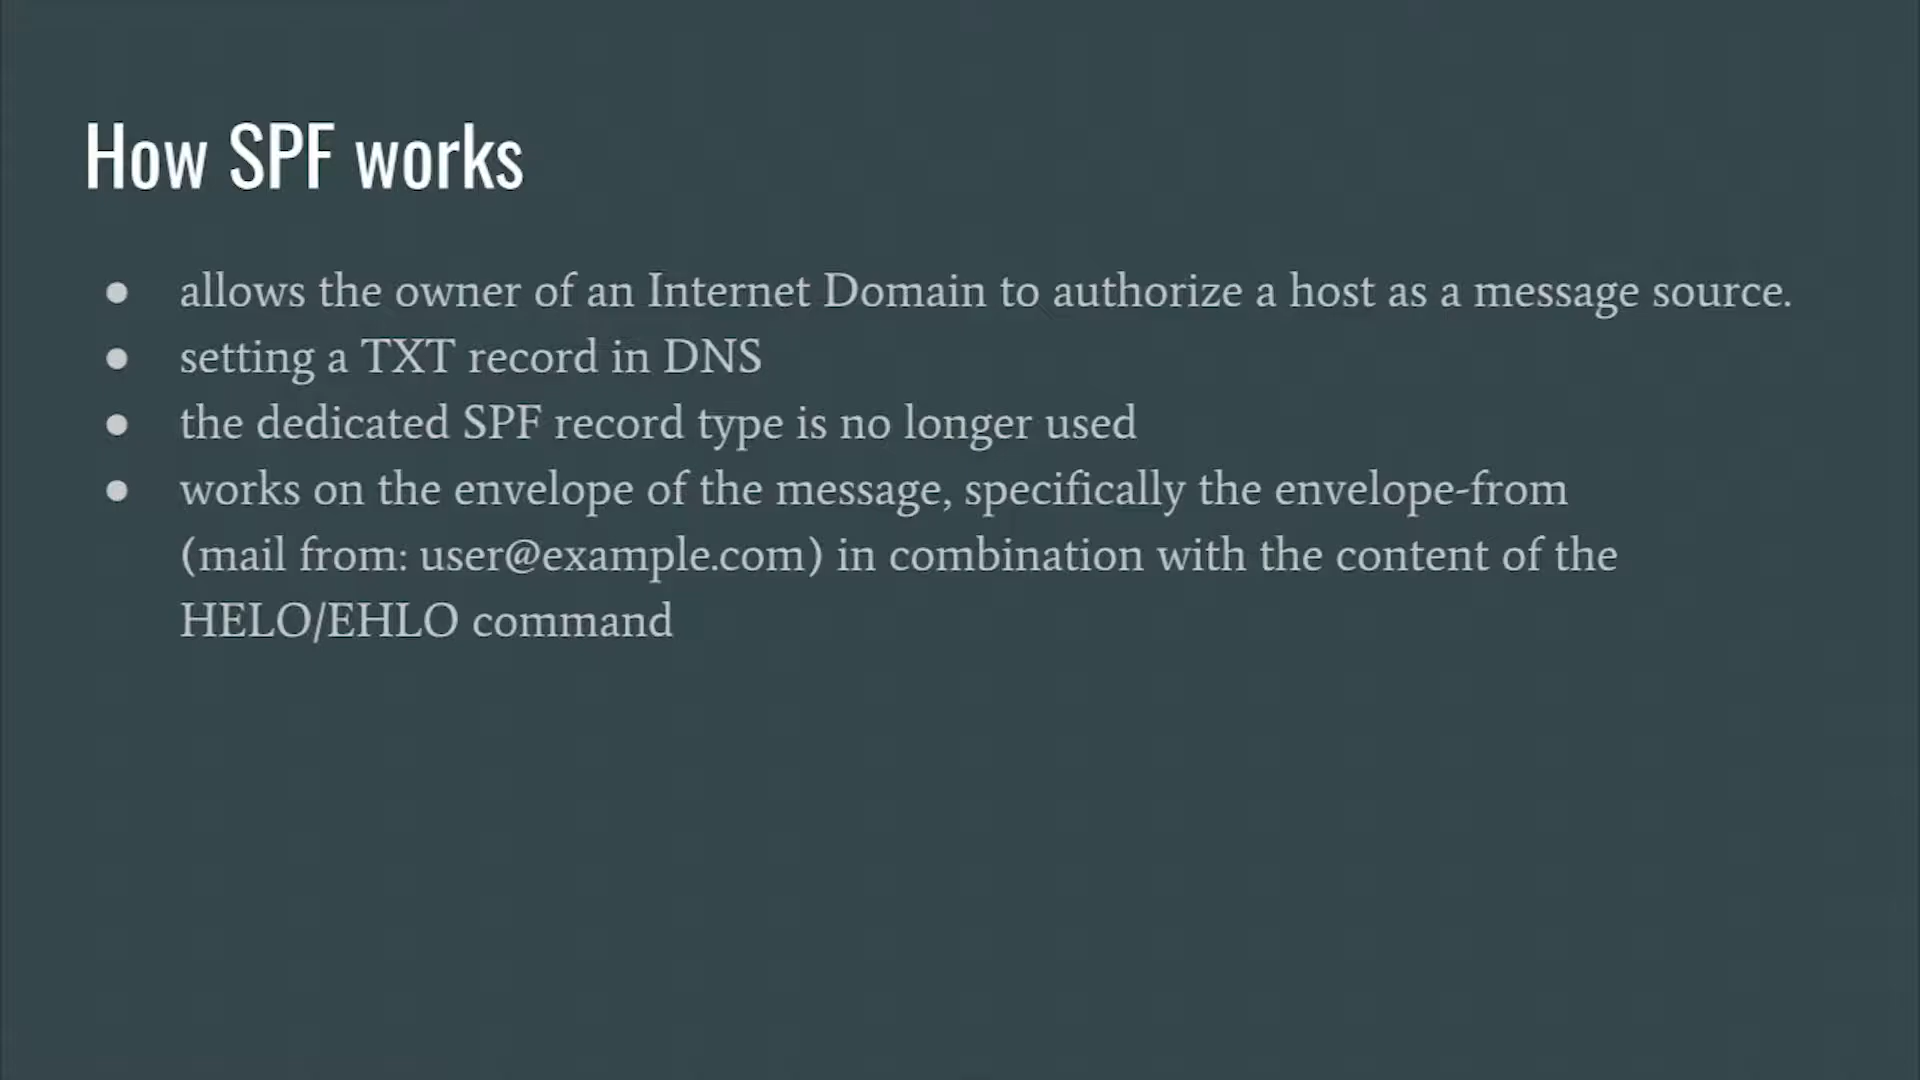 How SPF works
● allows the owner of an Internet Domain to authorize a host as a message source.
● setting a TXT record in DNS
● the dedicated SPF record type is no longer used
● works on the envelope of the message, specifically the envelope-from
(mail from: user@example.com) in combination with the content of the
HELO/EHLO command